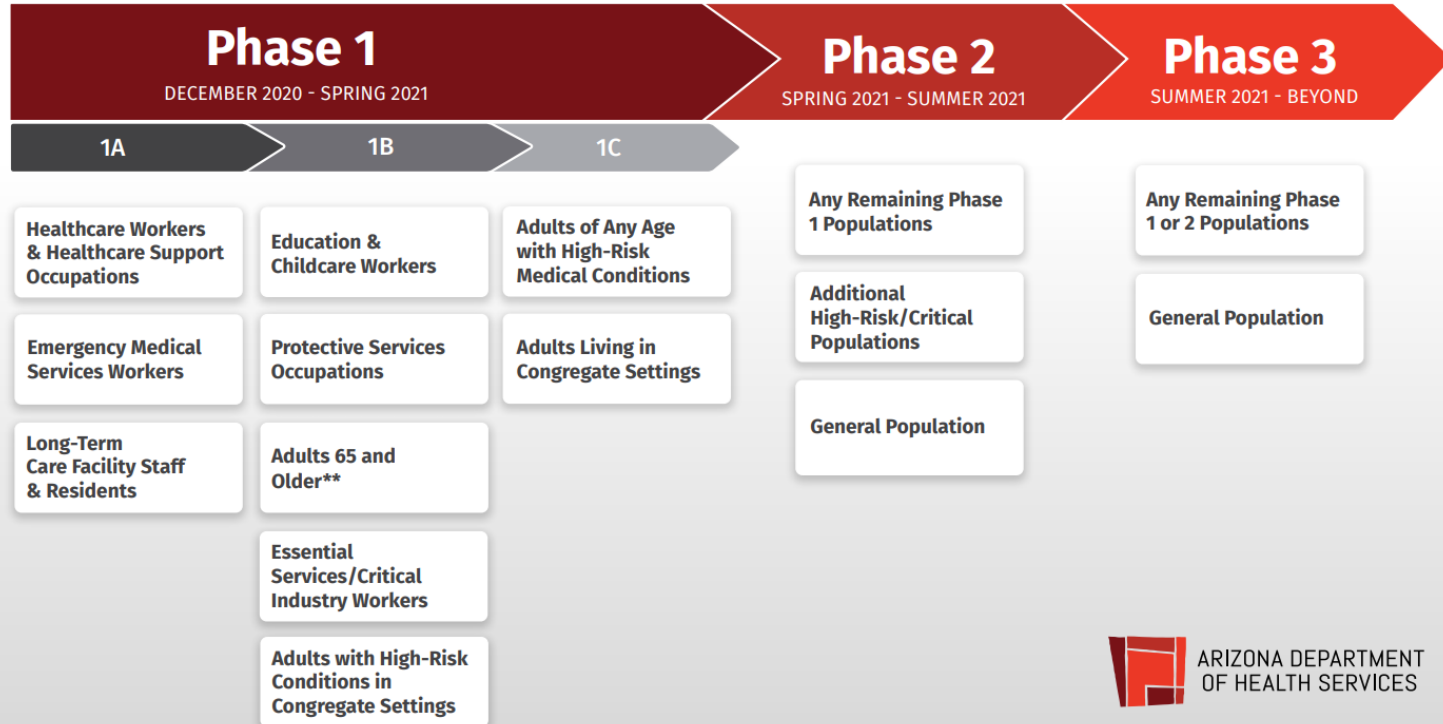 Phase 1
DECEMBER 2020 - SPRING 2021
Phase 2
SPRING 2021 - SUMMER 2021
Phase 3
SUMMER 2021 - BEYOND
1A
1B
1C
Healthcare Workers
& Healthcare Support
Occupations
Emergency Medical
Services Workers
Long-Term
Care Facility Staff
& Residents
Education &
Childcare Workers
Protective Services
Occupations
Adults 65 and
Older**
Essential
Services/Critical
Industry Workers
Adults with High-Risk
Conditions in
Congregate Settings
Adults of Any Age
with High-Risk
Medical Conditions
Adults Living in
Congregate Settings
Any Remaining Phase
1 Populations
Additional
High-Risk/Critical
Populations
General Population
Any Remaining Phase
1 or 2 Populations
General Population
ARIZONA DEPARTMENT
OF HEALTH SERVICES